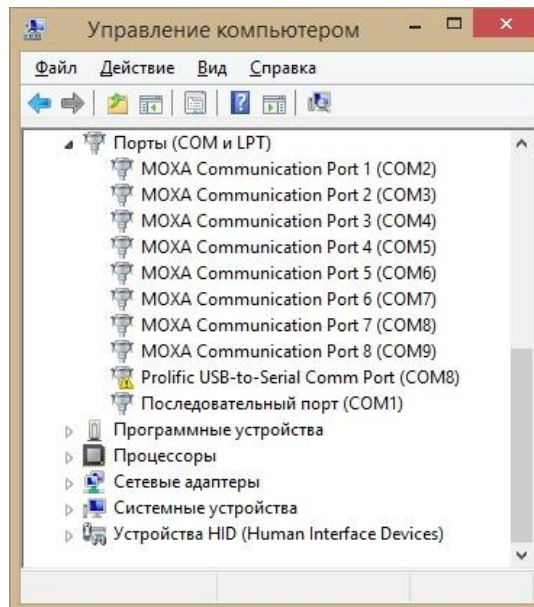 Управление компьютером
Файл Действие Вид Справка
Порты (COM и LPT)
MOXA Communication Port 1 (COM2)
MOXA Communication Port 2 (COM3)
MOXA Communication Port 3 (COM4)
MOXA Communication Port 4 (COM5)
MOXA Communication Port 5 (COM6)
MOXA Communication Port 6 (COM7)
MOXA Communication Port 7 (COM8)
MOXA Communication Port 8 (COM9)
Prolific USB-to-Serial Comm Port (COM8)
Последовательный порт (COM1)
Программные устройства
Процессоры
Сетевые адаптеры
Системные устройства
Устройства HID (Human Interface Devices)